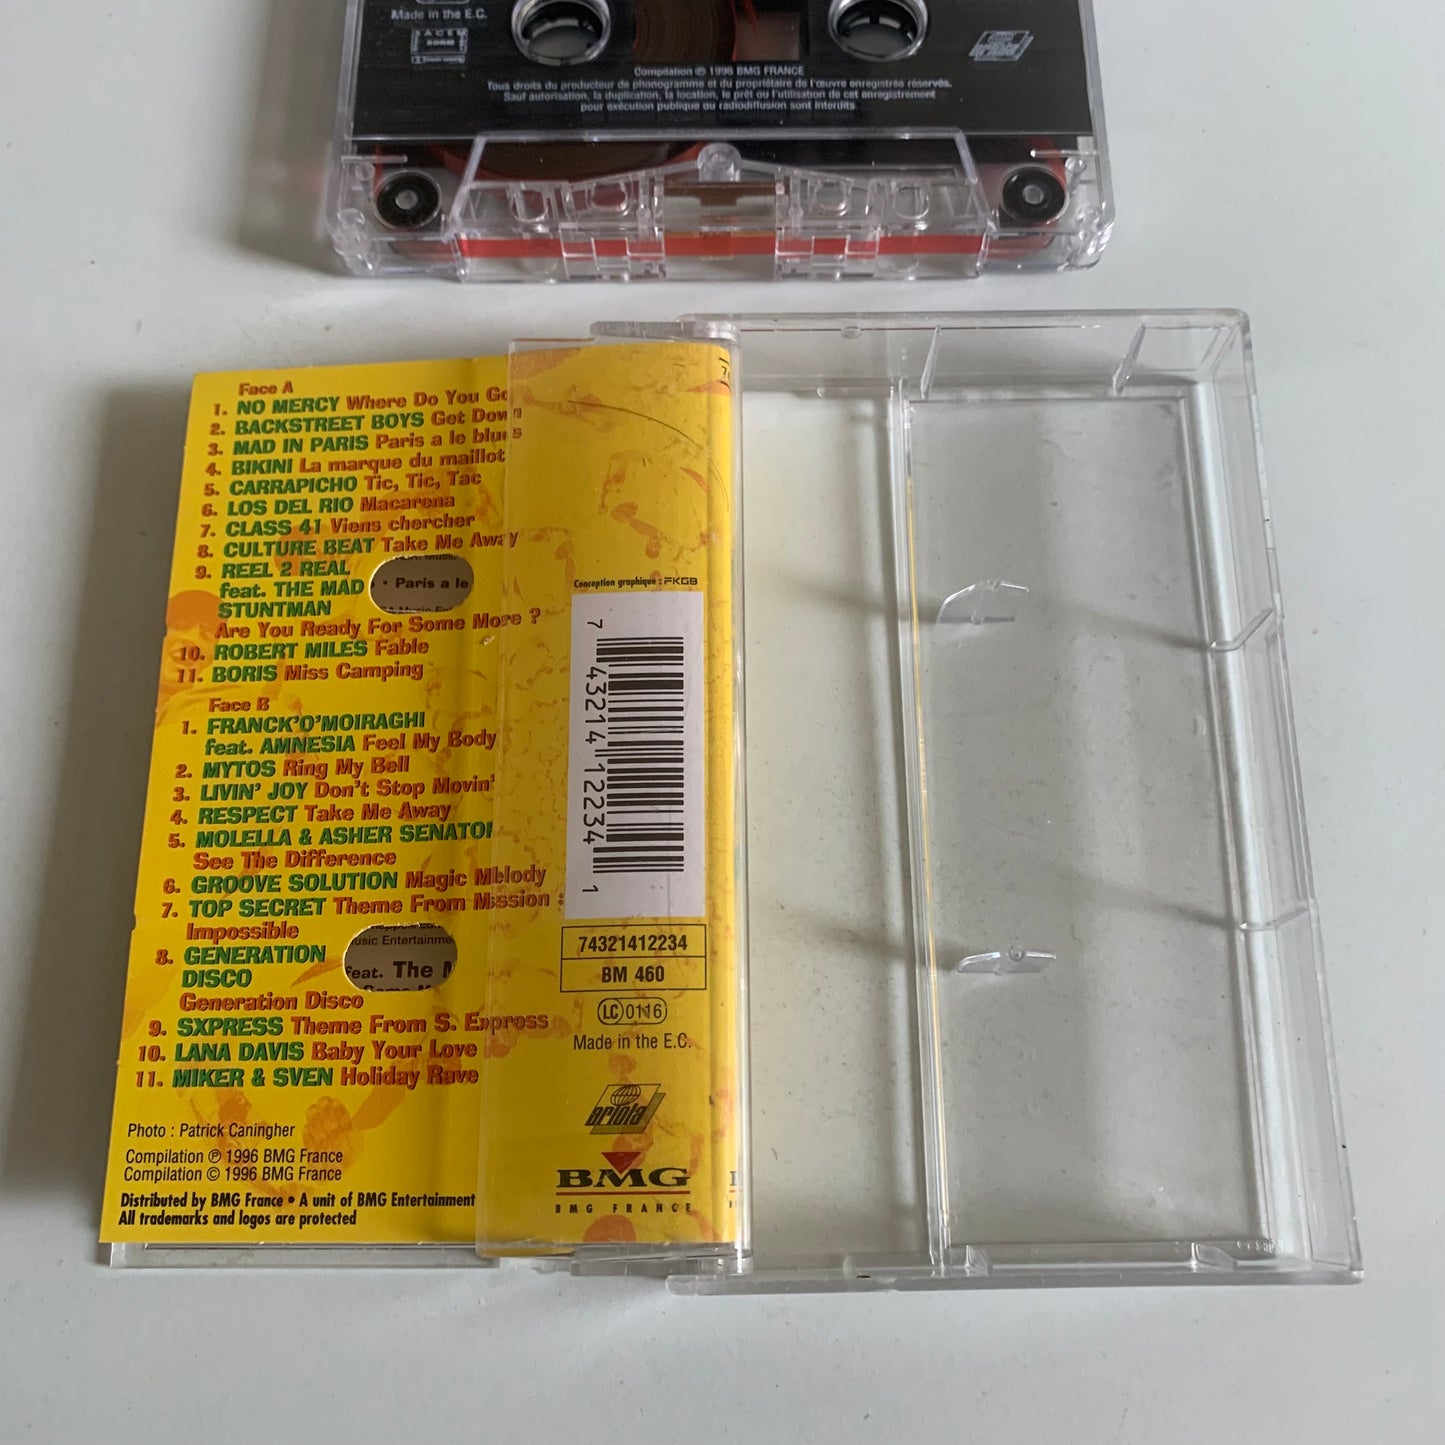 Made in the E.C.
SACEM
SDRM
Compilation ℗ 1996 BMG FRANCE
Tous droits du producteur de phonogramme et du propriétaire de l'œuvre enregistrée réservés.
Sauf autorisation, la duplication, la location, le prêt ou l'utilisation de cet enregistrement
pour exécution publique ou radiodiffusion sont interdits
Face A
1. NO MERCY Where Do You Go
2. BACKSTREET BOYS Get Down
3. MAD IN PARIS Paris a le blues
4. BIKINI La marque du maillot
5. CARRAPICHO Tic, Tic, Tac
6. LOS DEL RIO Macarena
7. CLASS 41 Viens chercher
8. CULTURE BEAT Take Me Away
9. REEL 2 REAL
feat. THE MAD
STUNTMAN
Are You Ready For Some More ?
10. ROBERT MILES Fable
11. BORIS Miss Camping
• Paris a le
Face B
1. FRANCK'O'MOIRAGHI
feat. AMNESIA Feel My Body
2. MYTOS Ring My Bell
3. LIVIN' JOY Don't Stop Movin'
4. RESPECT Take Me Away
5. MOLELLA & ASHER SENATOR
See The Difference
6. GROOVE SOLUTION Magic Melody
7. TOP SECRET Theme From Mission :
Impossible
8. GENERATION
DISCO
Generation Disco
9. SXPRESS Theme From S. Express
10. LANA DAVIS Baby Your Love
11. MIKER & SVEN Holiday Rave
feat. The
Photo : Patrick Caningher
Compilation ℗ 1996 BMG France
Compilation © 1996 BMG France
Distributed by BMG France • A unit of BMG Entertainment
All trademarks and logos are protected
Conception graphique : FKGB
7 43214 12234 1
74321412234
BM 460
LC 0116
Made in the E.C.
ariola
BMG
BMG FRANCE